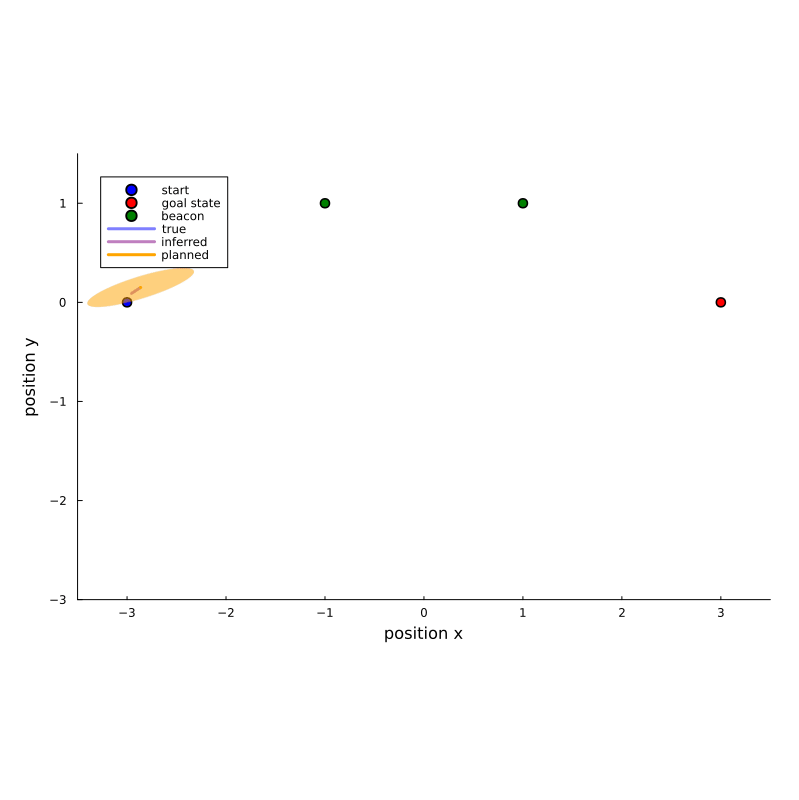 start
goal state
beacon
true
inferred
planned
1
0
−1
−2
−3
position y
−3
−2
−1
0
1
2
3
position x